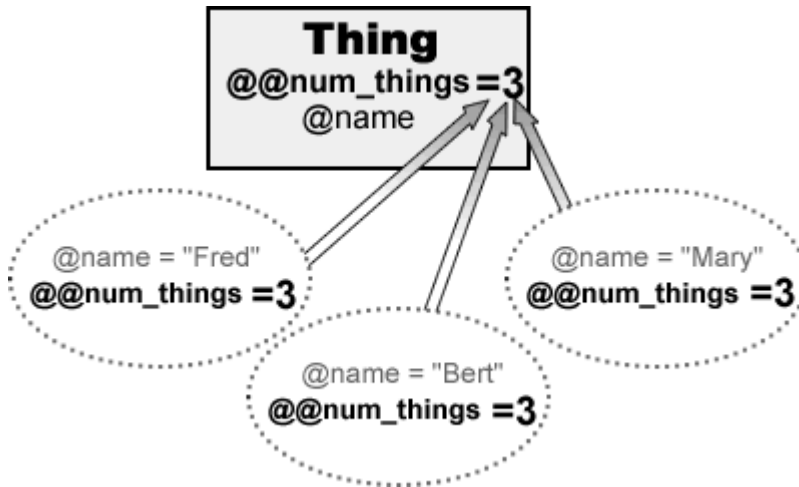 Thing
@@num_things =3
@name
@name = "Fred"
@@num_things =3
@name = "Mary"
@@num_things =3
@name = "Bert"
@@num_things =3